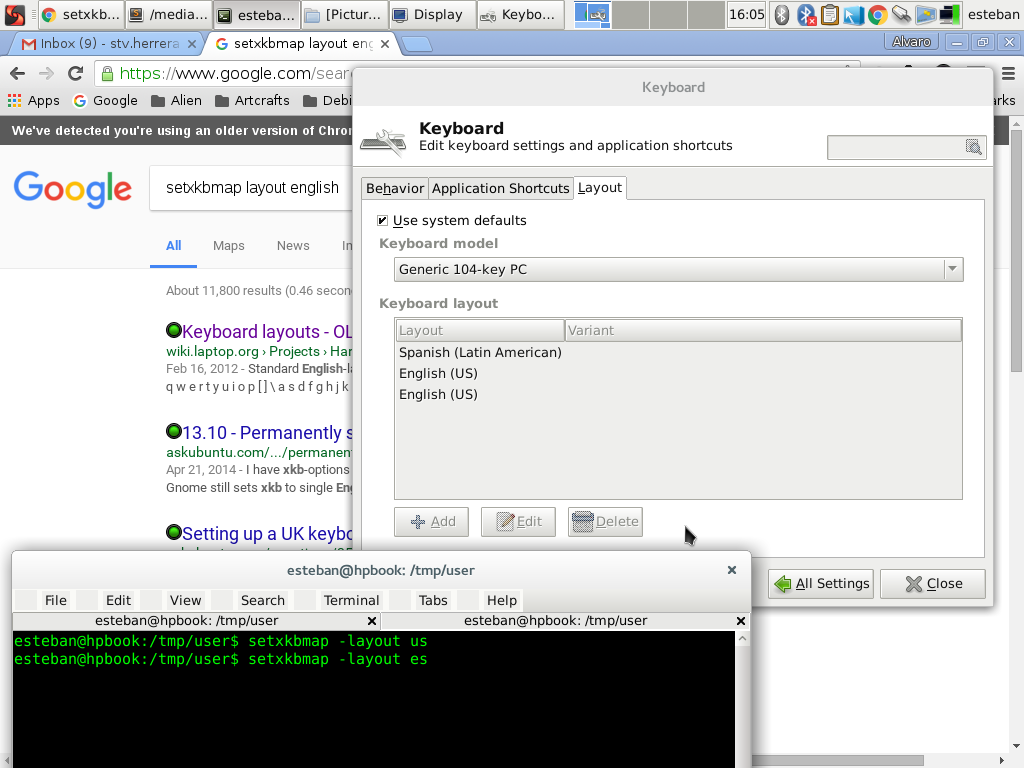 setxkb...
/media...
esteba...
[Pictur...
Display
Keybo...
16:05
esteban
Inbox (9) - stv.herrera
setxkbmap layout eng
Alvaro
https://www.google.com/sear
Apps
Google
Alien
Artcrafts
Debi
arks
We've detected you're using an older version of Chron
Google
setxkbmap layout english
All
Maps
News
In
About 11,800 results (0.46 second
Keyboard layouts - OL
wiki.laptop.org › Projects › Har
Feb 16, 2012 - Standard English-la
q w e r t y u i o p [ ] \ a s d f g h j k
13.10 - Permanently s
askubuntu.com/.../permanen
Apr 21, 2014 - I have xkb-options
Gnome still sets xkb to single Eng
Setting up a UK keybo
Keyboard
Keyboard
Edit keyboard settings and application shortcuts
Behavior
Application Shortcuts
Layout
Use system defaults
Keyboard model
Generic 104-key PC
Keyboard layout
Layout
Variant
Spanish (Latin American)
English (US)
English (US)
Add
Edit
Delete
All Settings
Close
esteban@hpbook: /tmp/user
File
Edit
View
Search
Terminal
Tabs
Help
esteban@hpbook: /tmp/user
esteban@hpbook: /tmp/user
esteban@hpbook:/tmp/user$ setxkbmap -layout us
esteban@hpbook:/tmp/user$ setxkbmap -layout es